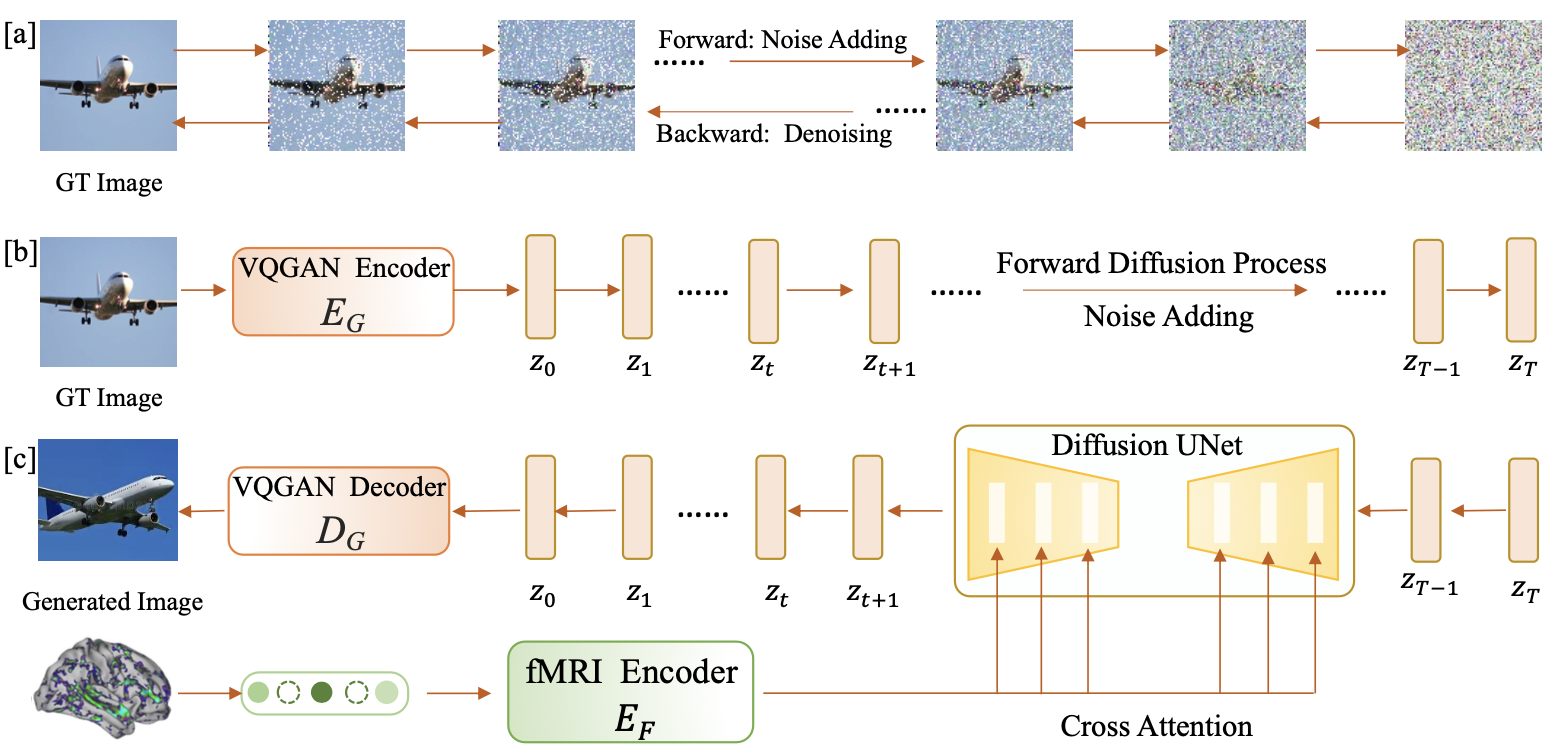 [a]
Forward: Noise Adding
......
......
Backward: Denoising
GT Image
[b]
VQGAN Encoder
E_G
......
......
Forward Diffusion Process
Noise Adding
......
z_0
z_1
z_t
z_{t+1}
z_{T-1}
z_T
GT Image
[c]
VQGAN Decoder
D_G
......
Diffusion UNet
z_0
z_1
z_t
z_{t+1}
z_{T-1}
z_T
Generated Image
fMRI Encoder
E_F
Cross Attention